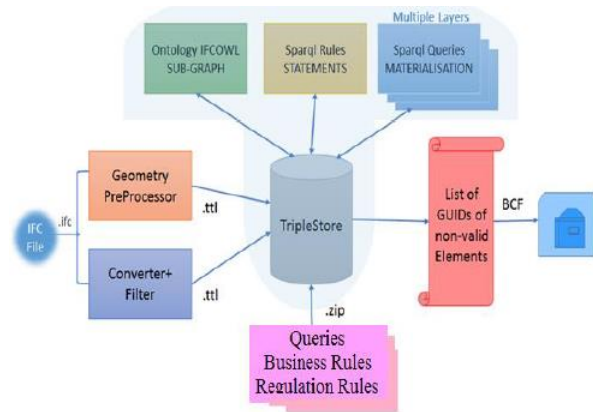 Multiple Layers
Ontology IFCOWL
SUB-GRAPH
Sparql Rules
STATEMENTS
Sparql Queries
MATERIALISATION
Geometry
PreProcessor
.ttl
.ifc
IFC
File
Converter+
Filter
.ttl
TripleStore
List of
GUIDs of
non-valid
Elements
BCF
.zip
Queries
Business Rules
Regulation Rules